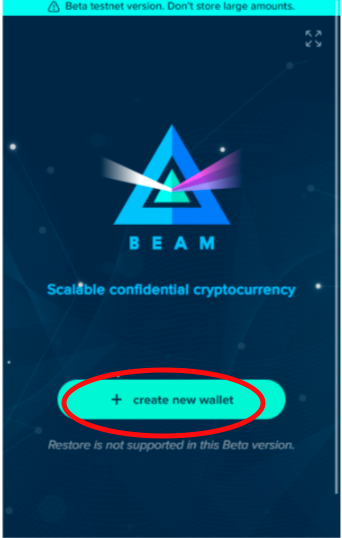 Beta testnet version. Don't store large amounts.
BEAM
Scalable confidential cryptocurrency
+ create new wallet
Restore is not supported in this Beta version.